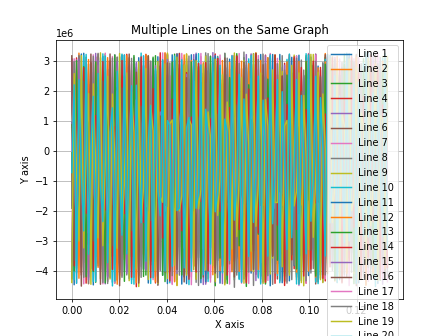 Multiple Lines on the Same Graph
1e6
3
2
1
0
−1
−2
−3
−4
Y axis
0.00
0.02
0.04
0.06
0.08
0.10
X axis
Line 1
Line 2
Line 3
Line 4
Line 5
Line 6
Line 7
Line 8
Line 9
Line 10
Line 11
Line 12
Line 13
Line 14
Line 15
Line 16
Line 17
Line 18
Line 19
Line 20